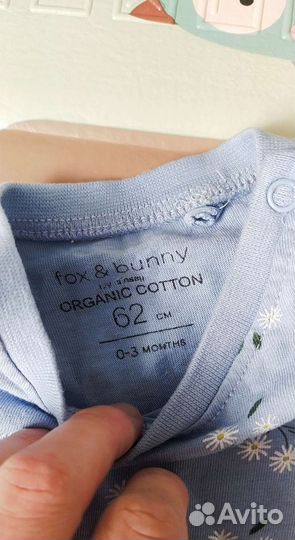 fox & bunny
ORGANIC COTTON
62 CM
0-3 MONTHS
Avito